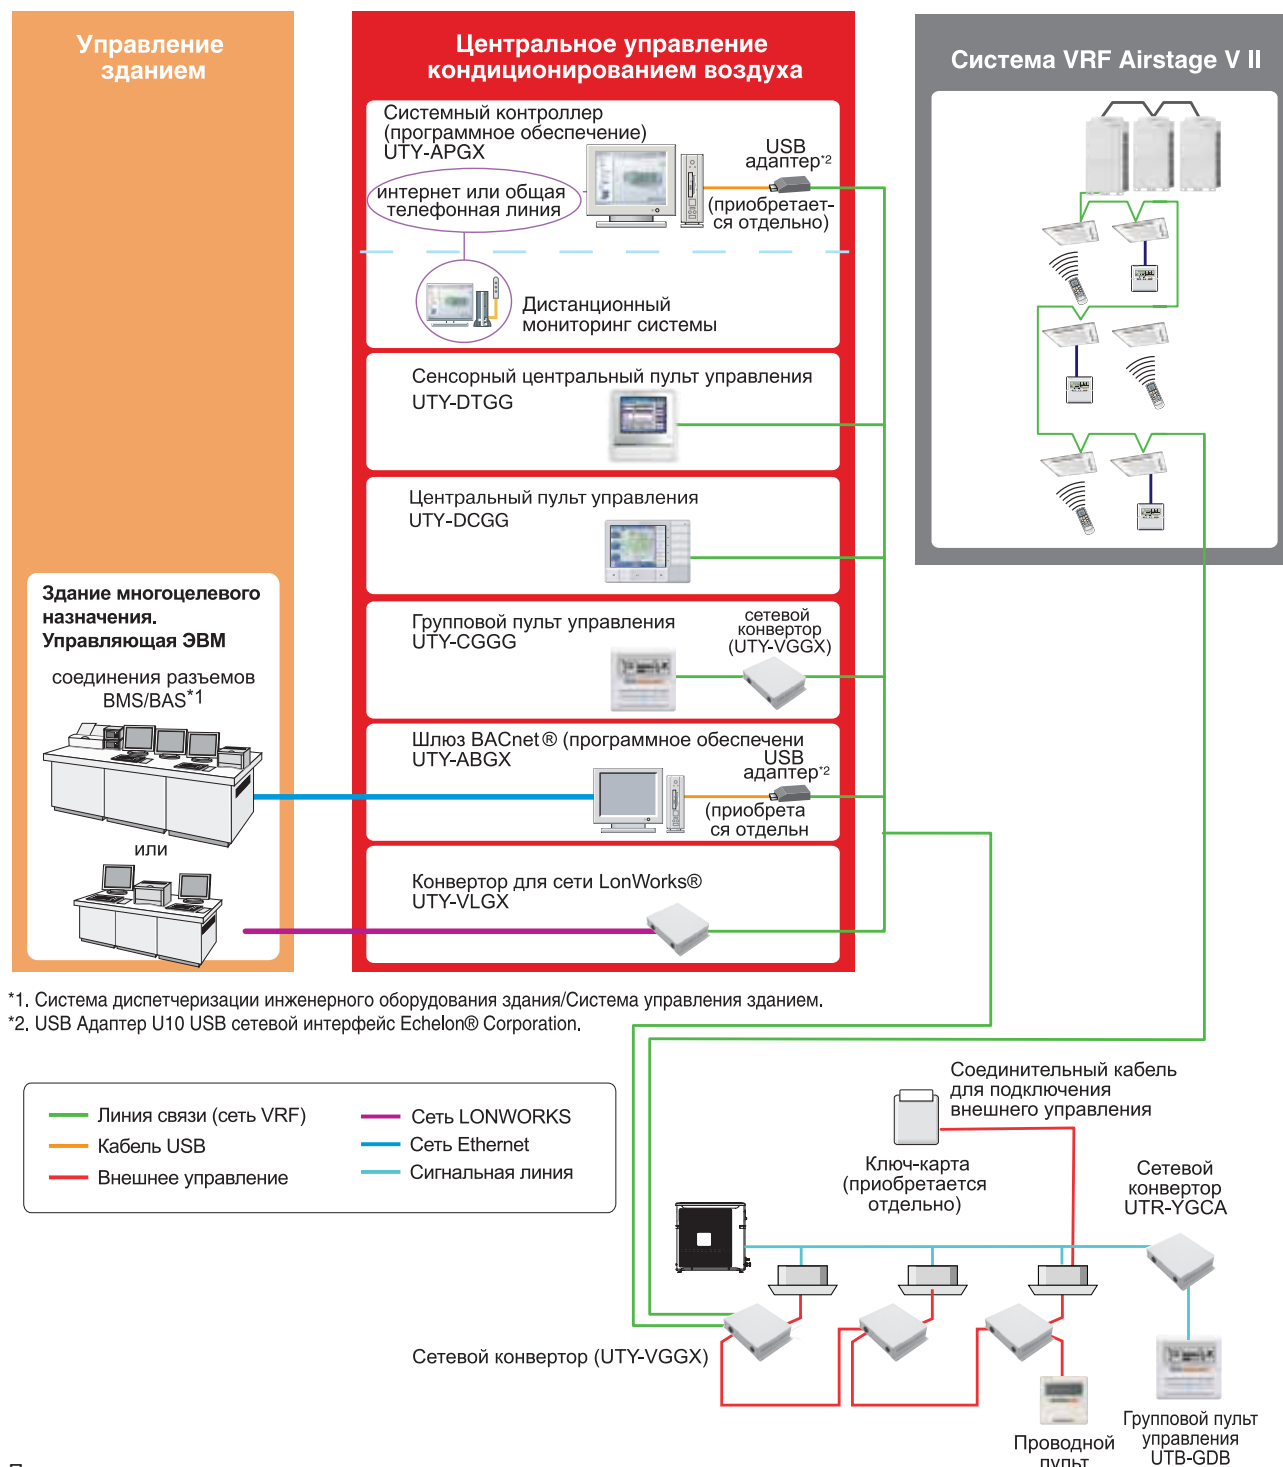 Управление
зданием
Центральное управление
кондиционированием воздуха
Система VRF Airstage V II
Системный контроллер
(программное обеспечение)
UTY-APGX
USB
адаптер*2
интернет или общая
телефонная линия
(приобретает-
ся отдельно)
Дистанционный
мониторинг системы
Сенсорный центральный пульт управления
UTY-DTGG
Центральный пульт управления
UTY-DCGG
Групповой пульт управления
UTY-CGGG
сетевой
конвертор
(UTY-VGGX)
Здание многоцелевого
назначения.
Управляющая ЭВМ
соединения разъемов
BMS/BAS*1
или
Шлюз BACnet® (программное обеспечени
UTY-ABGX
USB
адаптер*2
(приобрета
ся отдельн
Конвертор для сети LonWorks®
UTY-VLGX
*1. Система диспетчеризации инженерного оборудования здания/Система управления зданием.
*2. USB Адаптер U10 USB сетевой интерфейс Echelon® Corporation.
Линия связи (сеть VRF)
Кабель USB
Внешнее управление
Сеть LONWORKS
Сеть Ethernet
Сигнальная линия
Соединительный кабель
для подключения
внешнего управления
Ключ-карта
(приобретается
отдельно)
Сетевой
конвертор
UTR-YGCA
Сетевой конвертор (UTY-VGGX)
Проводной
пульт
Групповой пульт
управления
UTB-GDB